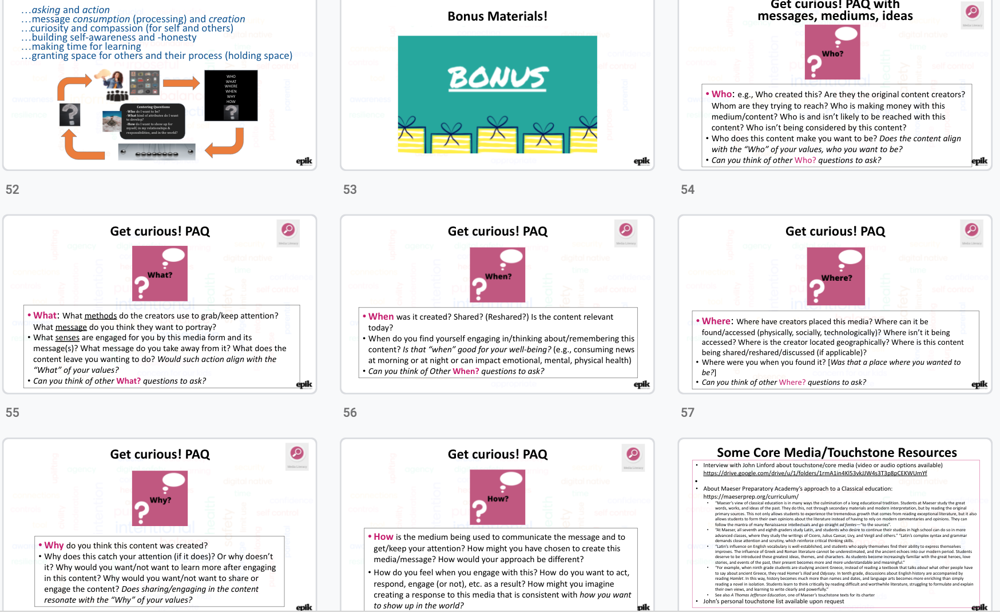 …asking and action
…message consumption (processing) and creation
…curiosity and compassion (for self and others)
…building self-awareness and -honesty
…making time for learning
…granting space for others and their process (holding space)
WHO
WHAT
WHERE
WHEN
WHY
HOW
Centering Questions
-Who do I want to be?
-What kind of attributes do I want
to develop?
-How do I want to show up for
myself, in my relationships &
responsibilities, and in the world?
epik
52
Bonus Materials!
BONUS
epik
53
Get curious! PAQ with
messages, mediums, ideas
Media Literacy
Who?
• Who: e.g., Who created this? Are they the original content creators?
Whom are they trying to reach? Who is making money with this
medium/content? Who is and isn't likely to be reached with this
content? Who isn't being considered by this content?
• Who does this content make you want to be? Does the content align
with the "Who" of your values, who you want to be?
• Can you think of other Who? questions to ask?
epik
54
Get curious! PAQ
Media Literacy
What?
• What: What methods do the creators use to grab/keep attention?
What message do you think they want to portray?
• What senses are engaged for you by this media form and its
message(s)? What message do you take away from it? What does the
content leave you wanting to do? Would such action align with the
"What" of your values?
• Can you think of other What? questions to ask?
epik
55
Get curious! PAQ
Media Literacy
When?
• When was it created? Shared? (Reshared?) Is the content relevant
today?
• When do you find yourself engaging in/thinking about/remembering this
content? Is that "when" good for your well-being? (e.g., consuming news
at morning or at night or can impact emotional, mental, physical health)
• Can you think of Other When? questions to ask?
epik
56
Get curious! PAQ
Media Literacy
Where?
• Where: Where have creators placed this media? Where can it be
found/accessed (physically, socially, technologically)? Where isn't it being
accessed? Where is the creator located geographically? Where is this content
being shared/reshared/discussed (if applicable)?
• Where were you when you found it? [Was that a place where you wanted to
be?]
• Can you think of other Where? questions to ask?
epik
57
Get curious! PAQ
Media Literacy
Why?
• Why do you think this content was created?
• Why does this catch your attention (if it does)? Or why doesn't
it? Why would you want/not want to learn more after engaging
in this content? Why would you want/not want to share or
engage the content? Does sharing/engaging in the content
resonate with the "Why" of your values?
epik
Get curious! PAQ
Media Literacy
How?
• How is the medium being used to communicate the message and to
get/keep your attention? How might you have chosen to create this
media/message? How would your approach be different?
• How do you feel when you engage with this? How do you want to act,
respond, engage (or not), etc. as a result? How might you imagine
creating a response to this media that is consistent with how you want
to show up in the world?
epik
Some Core Media/Touchstone Resources
• Interview with John Linford about touchstone/core media (video or audio options available)
https://drive.google.com/drive/u/1/folders/1rmA1in4Kl53vkJJW4s3T3p8pCEKWUmYf
•
• About Maeser Preparatory Academy's approach to a Classical education:
https://maeserprep.org/curriculum/
• "Maeser's view of classical education is in many ways the culmination of a long educational tradition. Students at Maeser study the great
words, works, and ideas of the past. They do this, not through secondary materials and modern interpretation, but by reading the original
primary sources. This not only allows students to experience the tremendous growth that comes from reading exceptional literature, but it also
allows students to form their own opinions about the literature instead of having to rely on modern commentaries and opinions. They can
follow the mantra of many Renaissance intellectuals and go straight ad fontes—"to the sources".
• "At Maeser, all seventh and eighth graders study Latin, and students who desire to continue their studies in high school can do so in more
advanced classes, where they study the writings of Cicero, Julius Caesar, Livy, and Vergil and others." "Latin's complex syntax and grammar
demands close attention and scrutiny, which reinforce critical thinking skills.
• "Latin's influence on English vocabulary is well-established, and students who apply themselves find their ability to express themselves
improves. The influence of Greek and Roman literature cannot be underestimated, and the ancient echoes into our modern period. Students
deserve to be introduced these greatest ideas, themes, and characters. As students become increasingly familiar with the great heroes, love
stories, and events of the past, their present becomes more and more understandable and meaningful."
• "For example, when ninth grade students are studying ancient Greece, instead of reading a textbook that talks about what other people have
to say about ancient Greece, they read Homer's Iliad and Odyssey. In tenth grade, discussions about English history are accompanied by
reading Hamlet. In this way, history becomes much more than names and dates, and language arts becomes more enriching than simply
reading a novel in isolation. Students learn to think critically by reading difficult and worthwhile literature, struggling to formulate and explain
their own views, and learning to write clearly and powerfully."
• See also A Thomas Jefferson Education, one of Maeser's touchstone texts for its charter
• John's personal touchstone list available upon request
epik